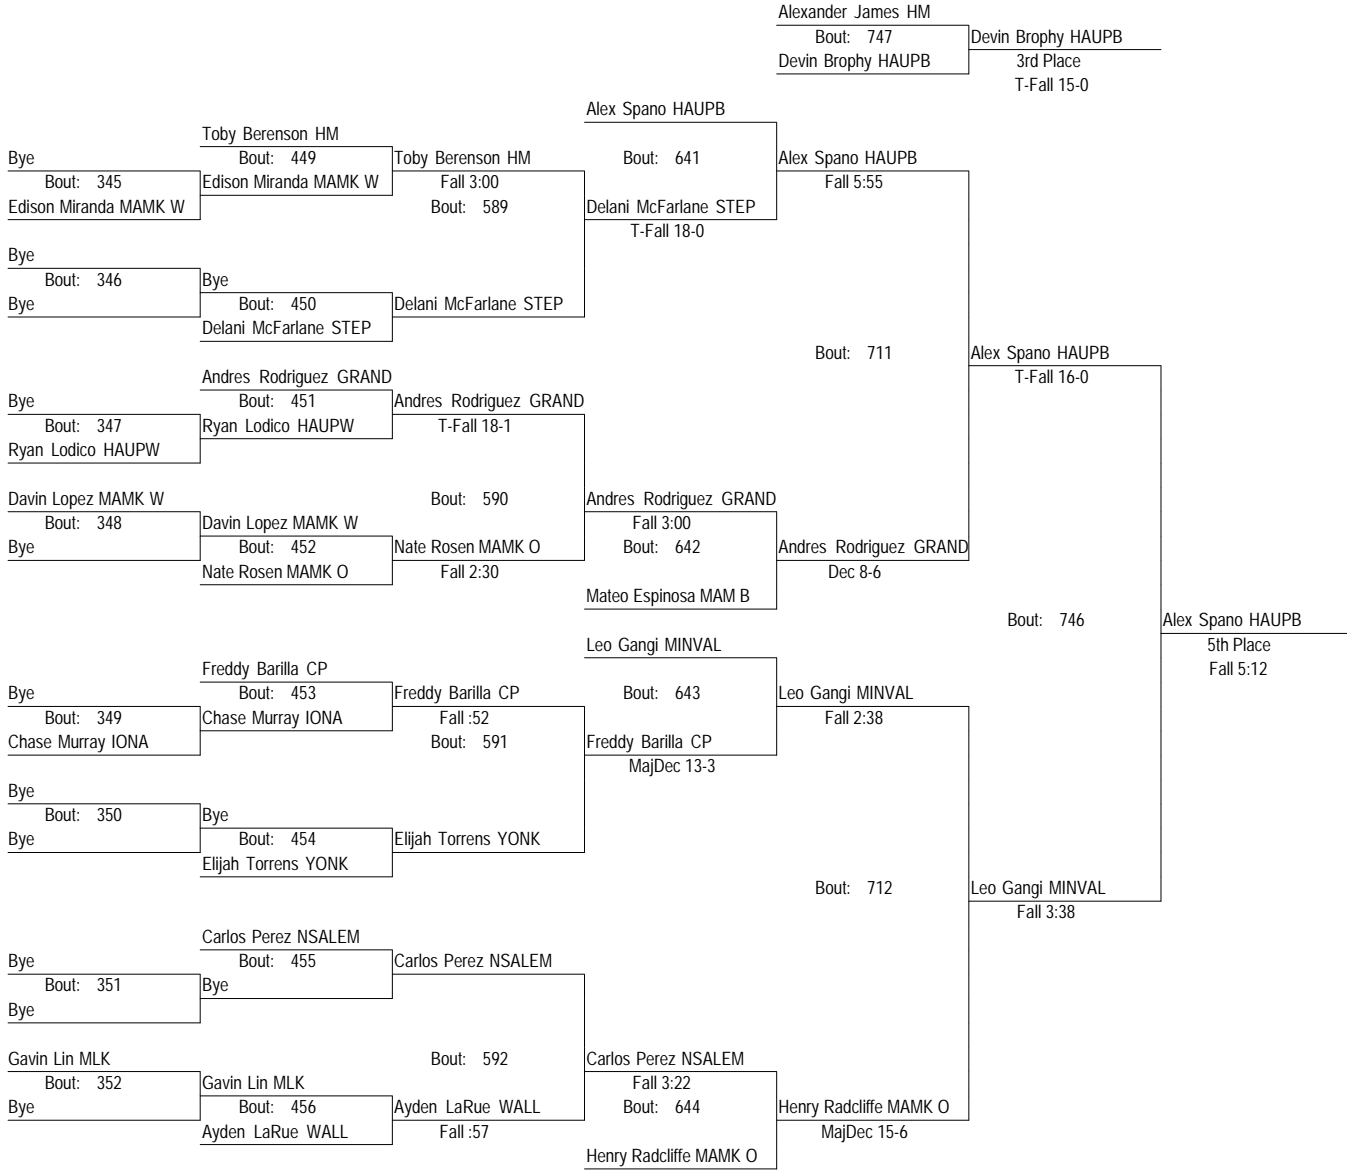 Alexander James HM
Bout: 747
Devin Brophy HAUPB
Devin Brophy HAUPB
3rd Place
T-Fall 15-0
Alex Spano HAUPB
Toby Berenson HM
Bye
Bout: 449
Toby Berenson HM
Bout: 641
Alex Spano HAUPB
Bout: 345
Edison Miranda MAMK W
Fall 3:00
Fall 5:55
Edison Miranda MAMK W
Bout: 589
Delani McFarlane STEP
T-Fall 18-0
Bye
Bout: 346
Bye
Bye
Bout: 450
Delani McFarlane STEP
Delani McFarlane STEP
Bout: 711
Alex Spano HAUPB
T-Fall 16-0
Andres Rodriguez GRAND
Bye
Bout: 451
Andres Rodriguez GRAND
Bout: 347
Ryan Lodico HAUPW
T-Fall 18-1
Ryan Lodico HAUPW
Davin Lopez MAMK W
Bout: 590
Andres Rodriguez GRAND
Bout: 348
Davin Lopez MAMK W
Fall 3:00
Bye
Bout: 452
Nate Rosen MAMK O
Bout: 642
Andres Rodriguez GRAND
Nate Rosen MAMK O
Fall 2:30
Dec 8-6
Mateo Espinosa MAM B
Bout: 746
Alex Spano HAUPB
5th Place
Fall 5:12
Leo Gangi MINVAL
Freddy Barilla CP
Bye
Bout: 453
Freddy Barilla CP
Bout: 643
Leo Gangi MINVAL
Bout: 349
Chase Murray IONA
Fall :52
Fall 2:38
Chase Murray IONA
Bout: 591
Freddy Barilla CP
MajDec 13-3
Bye
Bout: 350
Bye
Bye
Bout: 454
Elijah Torrens YONK
Elijah Torrens YONK
Bout: 712
Leo Gangi MINVAL
Fall 3:38
Carlos Perez NSALEM
Bye
Bout: 455
Carlos Perez NSALEM
Bout: 351
Bye
Bye
Gavin Lin MLK
Bout: 592
Carlos Perez NSALEM
Bout: 352
Gavin Lin MLK
Fall 3:22
Bye
Bout: 456
Ayden LaRue WALL
Bout: 644
Henry Radcliffe MAMK O
Ayden LaRue WALL
Fall :57
MajDec 15-6
Henry Radcliffe MAMK O